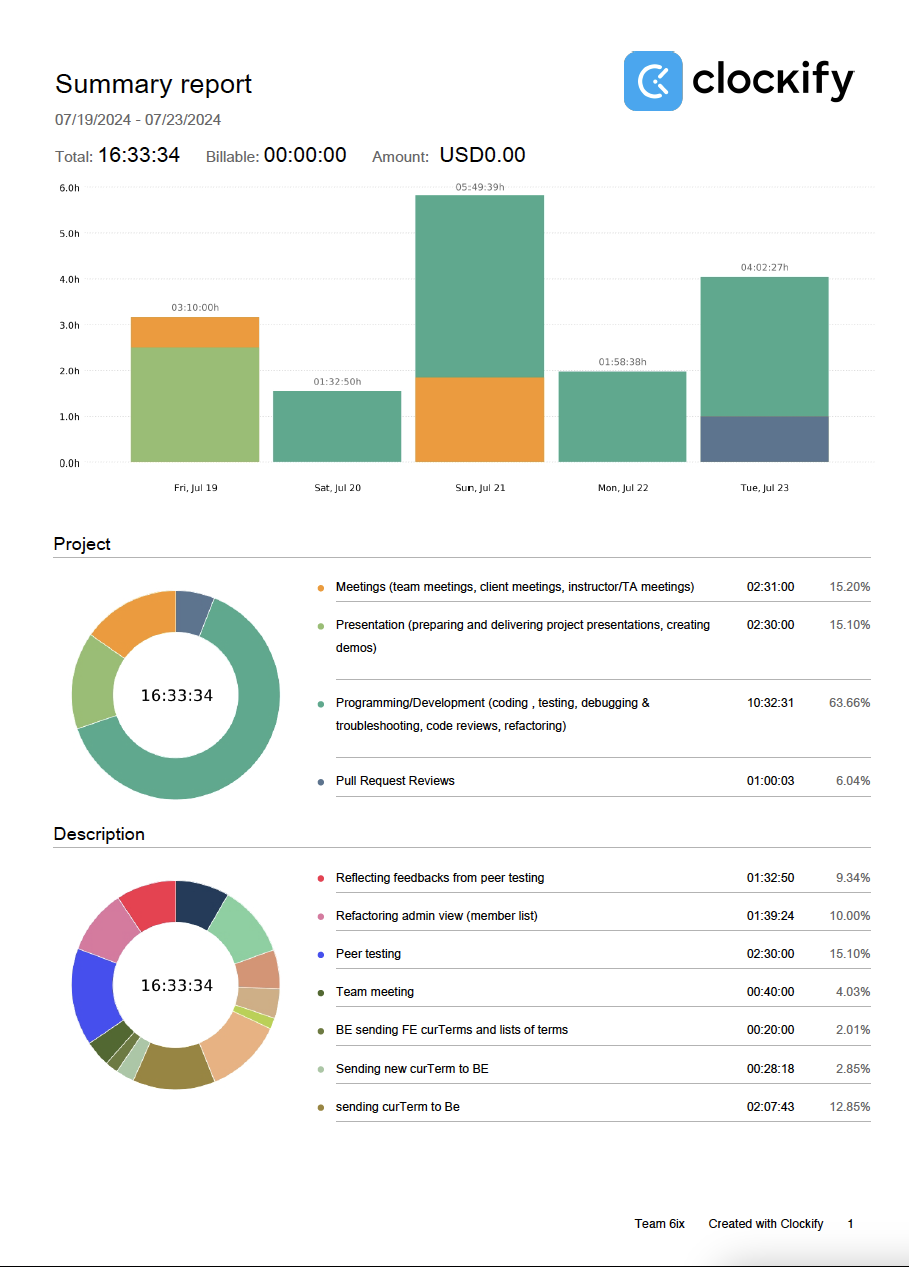 Summary report
clockify
07/19/2024 - 07/23/2024
Total: 16:33:34 Billable: 00:00:00 Amount: USD0.00
6.0h
5.0h
4.0h
3.0h
2.0h
1.0h
0.0h
03:10:00h
01:32:50h
05:49:39h
01:58:38h
04:02:27h
Fri, Jul 19
Sat, Jul 20
Sun, Jul 21
Mon, Jul 22
Tue, Jul 23
Project
16:33:34
Meetings (team meetings, client meetings, instructor/TA meetings) 02:31:00 15.20%
Presentation (preparing and delivering project presentations, creating 02:30:00 15.10%
demos)
Programming/Development (coding , testing, debugging & 10:32:31 63.66%
troubleshooting, code reviews, refactoring)
Pull Request Reviews 01:00:03 6.04%
Description
16:33:34
Reflecting feedbacks from peer testing 01:32:50 9.34%
Refactoring admin view (member list) 01:39:24 10.00%
Peer testing 02:30:00 15.10%
Team meeting 00:40:00 4.03%
BE sending FE curTerms and lists of terms 00:20:00 2.01%
Sending new curTerm to BE 00:28:18 2.85%
sending curTerm to Be 02:07:43 12.85%
Team 6ix Created with Clockify 1